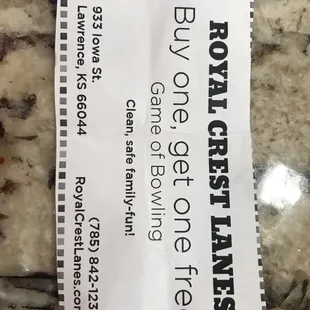 ROYAL CREST LANES
Buy one, get one fre
Game of Bowling
Clean, safe family-fun!
933 Iowa St.
Lawrence, KS 66044
(785) 842-123
RoyalCrestLanes.com